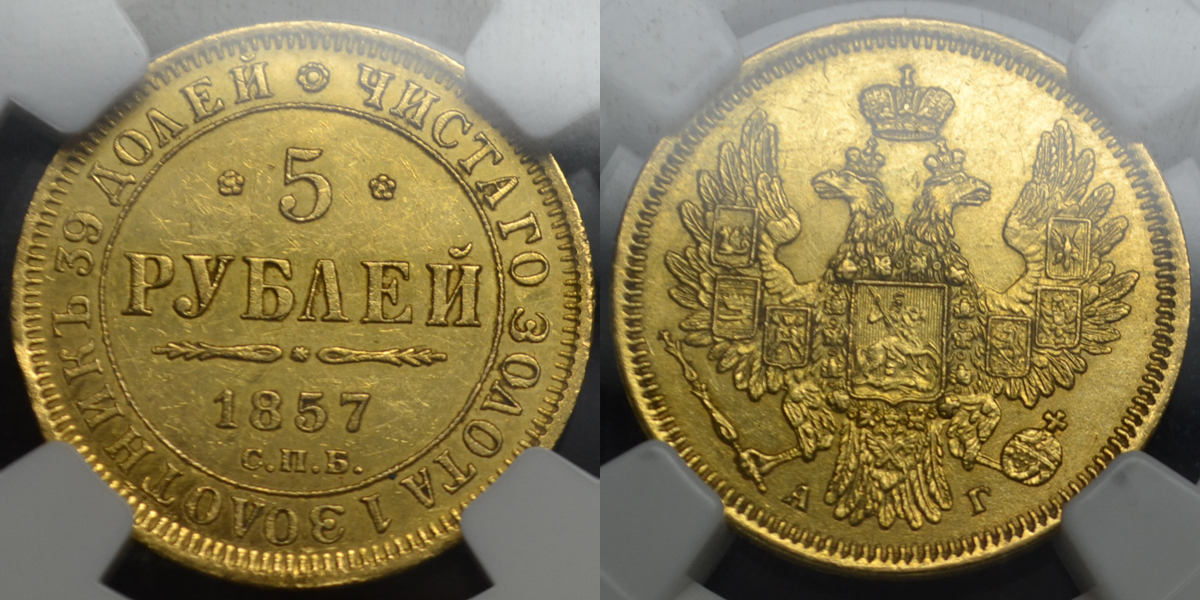 ЧИСТАГО ЗОЛОТА 1 ЗОЛОТНИКЪ 39 ДОЛЕЙ
5
РУБЛЕЙ
1857
С.П.Б.
А Г